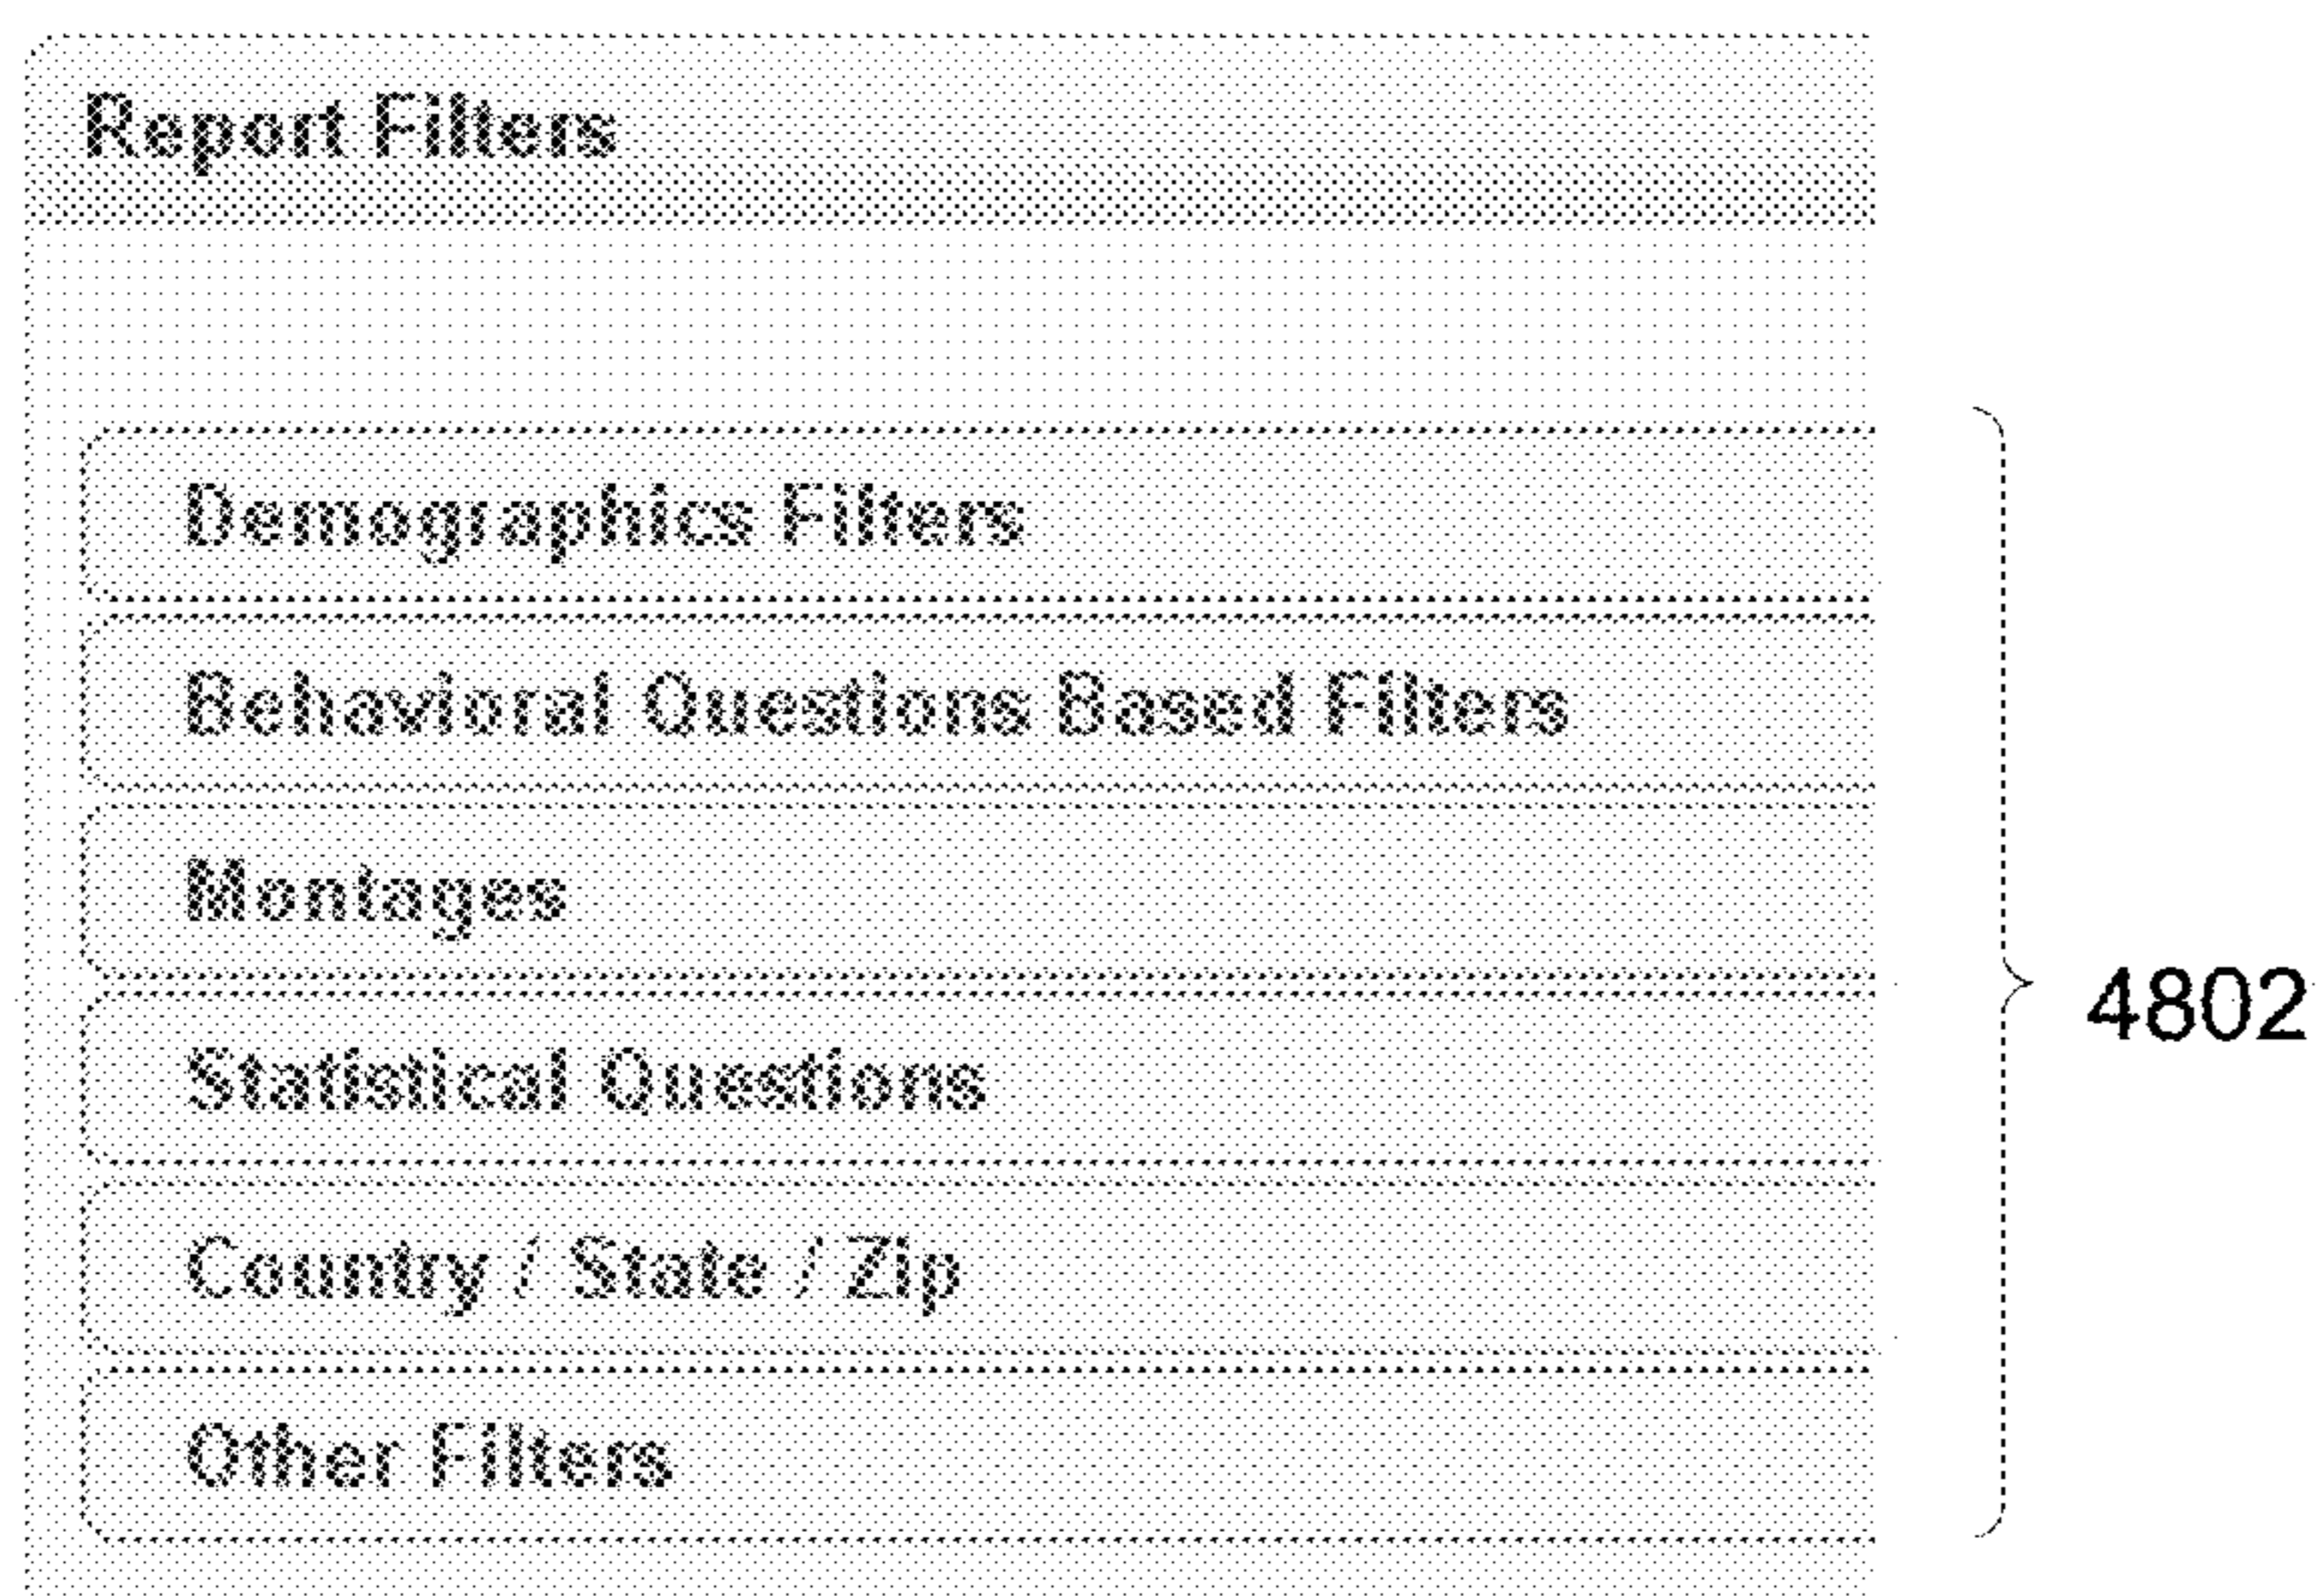 Report Filters
Demographics Filters
Behavioral Questions Based Filters
Montages
Statistical Questions
4802
Country / State / Zip
Other Filters